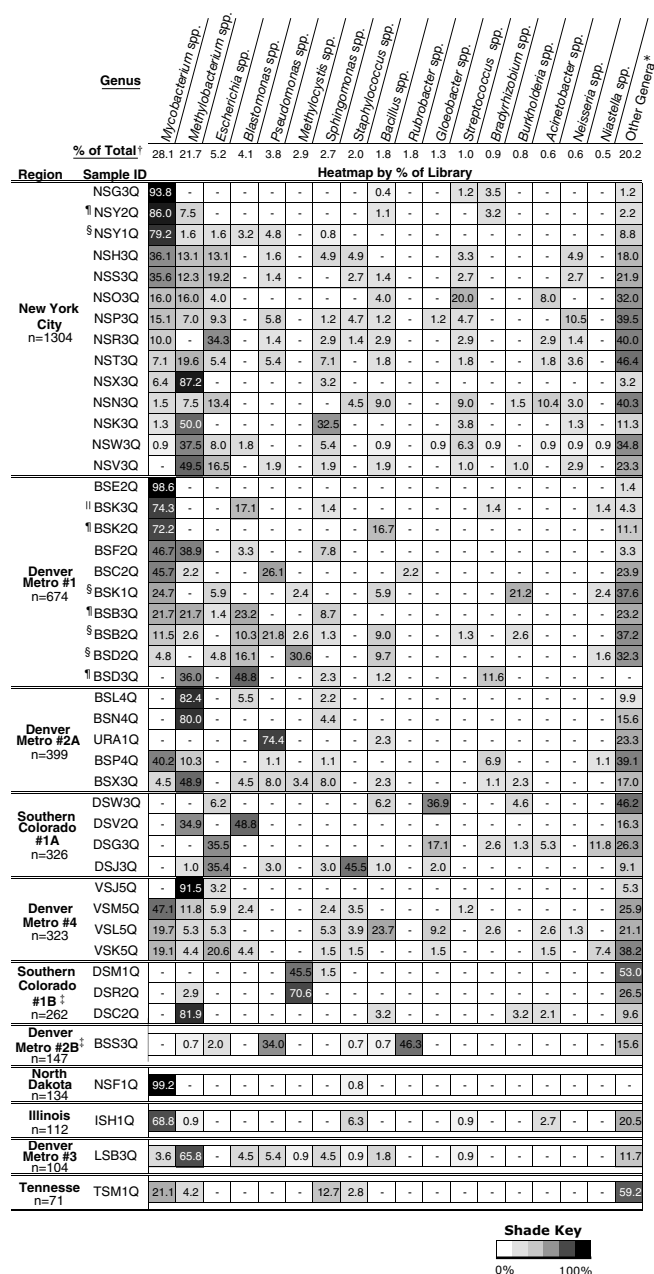 Genus
Mycobacterium spp.
Methylobacterium spp.
Escherichia spp.
Blastomonas spp.
Pseudomonas spp.
Methylocystis spp.
Sphingomonas spp.
Staphylococcus spp.
Bacillus spp.
Rubrobacter spp.
Gloeobacter spp.
Streptococcus spp.
Bradyrhizobium spp.
Burkholderia spp.
Acinetobacter spp.
Neisseria spp.
Niastella spp.
Other Genera *
% of Total† 28.1 21.7 5.2 4.1 3.8 2.9 2.7 2.0 1.8 1.8 1.3 1.0 0.9 0.8 0.6 0.6 0.5 20.2
Region Sample ID Heatmap by % of Library
New York
City
n=1304
NSG3Q 93.8 - - - - - - - 0.4 - - 1.2 3.5 - - - - 1.2
¶ NSY2Q 86.0 7.5 - - - - - - 1.1 - - - 3.2 - - - - 2.2
§ NSY1Q 79.2 1.6 1.6 3.2 4.8 - 0.8 - - - - - - - - - - 8.8
NSH3Q 36.1 13.1 13.1 - 1.6 - 4.9 4.9 - - - 3.3 - - - 4.9 - 18.0
NSS3Q 35.6 12.3 19.2 - 1.4 - - 2.7 1.4 - - 2.7 - - - 2.7 - 21.9
NSO3Q 16.0 16.0 4.0 - - - - - 4.0 - - 20.0 - - 8.0 - - 32.0
NSP3Q 15.1 7.0 9.3 - 5.8 - 1.2 4.7 1.2 - 1.2 4.7 - - - 10.5 - 39.5
NSR3Q 10.0 - 34.3 - 1.4 - 2.9 1.4 2.9 - - 2.9 - - 2.9 1.4 - 40.0
NST3Q 7.1 19.6 5.4 - 5.4 - 7.1 - 1.8 - - 1.8 - - 1.8 3.6 - 46.4
NSX3Q 6.4 87.2 - - - - 3.2 - - - - - - - - - - 3.2
NSN3Q 1.5 7.5 13.4 - - - - 4.5 9.0 - - 9.0 - 1.5 10.4 3.0 - 40.3
NSK3Q 1.3 50.0 - - - - 32.5 - - - - 3.8 - - - 1.3 - 11.3
NSW3Q 0.9 37.5 8.0 1.8 - - 5.4 - 0.9 - 0.9 6.3 0.9 - 0.9 0.9 0.9 34.8
NSV3Q - 49.5 16.5 - 1.9 - 1.9 - 1.9 - - 1.0 - 1.0 - 2.9 - 23.3
Denver
Metro #1
n=674
BSE2Q 98.6 - - - - - - - - - - - - - - - - 1.4
|| BSK3Q 74.3 - - 17.1 - - 1.4 - - - - - 1.4 - - - 1.4 4.3
¶ BSK2Q 72.2 - - - - - - - 16.7 - - - - - - - - 11.1
BSF2Q 46.7 38.9 - 3.3 - - 7.8 - - - - - - - - - - 3.3
BSC2Q 45.7 2.2 - - 26.1 - - - - 2.2 - - - - - - - 23.9
§ BSK1Q 24.7 - 5.9 - - 2.4 - - 5.9 - - - - 21.2 - - 2.4 37.6
¶ BSB3Q 21.7 21.7 1.4 23.2 - - 8.7 - - - - - - - - - - 23.2
§ BSB2Q 11.5 2.6 - 10.3 21.8 2.6 1.3 - 9.0 - - 1.3 - 2.6 - - - 37.2
§ BSD2Q 4.8 - 4.8 16.1 - 30.6 - - 9.7 - - - - - - - 1.6 32.3
¶ BSD3Q - 36.0 - 48.8 - - 2.3 - 1.2 - - - 11.6 - - - - -
Denver
Metro #2A
n=399
BSL4Q - 82.4 - 5.5 - - 2.2 - - - - - - - - - - 9.9
BSN4Q - 80.0 - - - - 4.4 - - - - - - - - - - 15.6
URA1Q - - - - 74.4 - - - 2.3 - - - - - - - - 23.3
BSP4Q 40.2 10.3 - - 1.1 - 1.1 - - - - - 6.9 - - - 1.1 39.1
BSX3Q 4.5 48.9 - 4.5 8.0 3.4 8.0 - 2.3 - - - 1.1 2.3 - - - 17.0
Southern
Colorado
#1A
n=326
DSW3Q - - 6.2 - - - - - 6.2 - 36.9 - - 4.6 - - - 46.2
DSV2Q - 34.9 - 48.8 - - - - - - - - - - - - - 16.3
DSG3Q - - 35.5 - - - - - - - 17.1 - 2.6 1.3 5.3 - 11.8 26.3
DSJ3Q - 1.0 35.4 - 3.0 - 3.0 45.5 1.0 - 2.0 - - - - - - 9.1
Denver
Metro #4
n=323
VSJ5Q - 91.5 3.2 - - - - - - - - - - - - - - 5.3
VSM5Q 47.1 11.8 5.9 2.4 - - 2.4 3.5 - - - 1.2 - - - - - 25.9
VSL5Q 19.7 5.3 5.3 - - - 5.3 3.9 23.7 - 9.2 - 2.6 - 2.6 1.3 - 21.1
VSK5Q 19.1 4.4 20.6 4.4 - - 1.5 1.5 - - 1.5 - - - 1.5 - 7.4 38.2
Southern
Colorado
#1B ‡
n=262
DSM1Q - - - - - 45.5 1.5 - - - - - - - - - - 53.0
DSR2Q - 2.9 - - - 70.6 - - - - - - - - - - - 26.5
DSC2Q - 81.9 - - - - - - 3.2 - - - - 3.2 2.1 - - 9.6
Denver
Metro #2B‡
n=147
BSS3Q - 0.7 2.0 - 34.0 - - 0.7 0.7 46.3 - - - - - - - 15.6
North
Dakota
n=134
NSF1Q 99.2 - - - - - - 0.8 - - - - - - - - - -
Illinois
n=112
ISH1Q 68.8 0.9 - - - - - 6.3 - - - 0.9 - - 2.7 - - 20.5
Denver
Metro #3
n=104
LSB3Q 3.6 65.8 - 4.5 5.4 0.9 4.5 0.9 1.8 - - 0.9 - - - - - 11.7
Tennesse
n=71
TSM1Q 21.1 4.2 - - - - 12.7 2.8 - - - - - - - - - 59.2
Shade Key
0% 100%